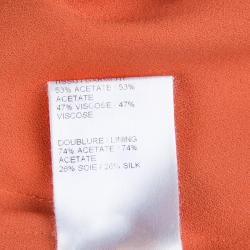 53% ACETATE / 53%
ACETATE
47% VISCOSE - 47%
VISCOSE
DOUBLURE / LINING
74% ACETATE / 74%
ACETATE
26% SOIE / 26% SILK